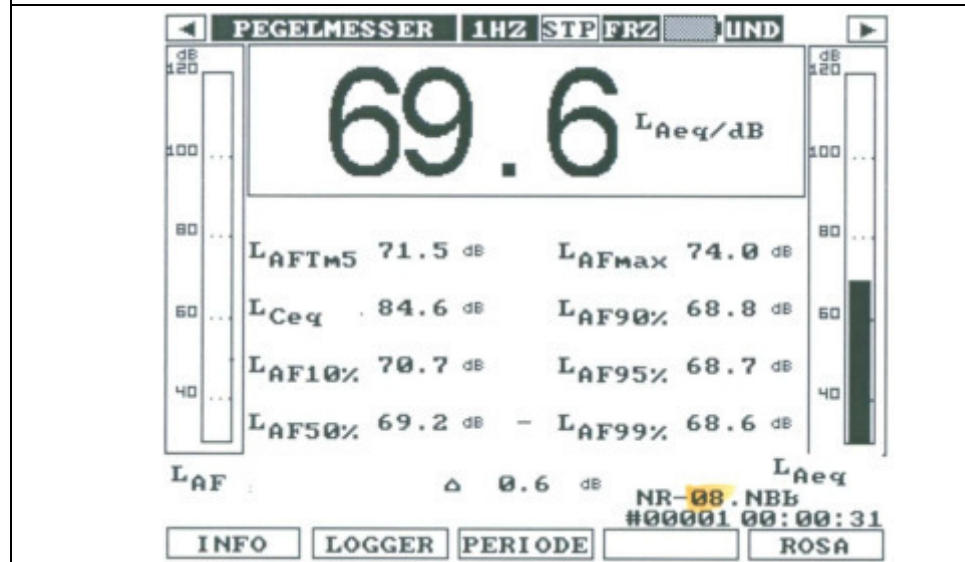 ◄ PEGELMESSER 1HZ STP FRZ UND ►
dB
120
100
80
60
40
69.6 LAeq/dB
dB
120
100
80
60
40
LAFTm5 71.5 dB LAFmax 74.0 dB
LCeq 84.6 dB LAF90% 68.8 dB
LAF10% 70.7 dB LAF95% 68.7 dB
LAF50% 69.2 dB – LAF99% 68.6 dB
LAF Δ 0.6 dB LAeq
NR-08
#00001 00:00:31
INFO LOGGER PERIODE ROSA